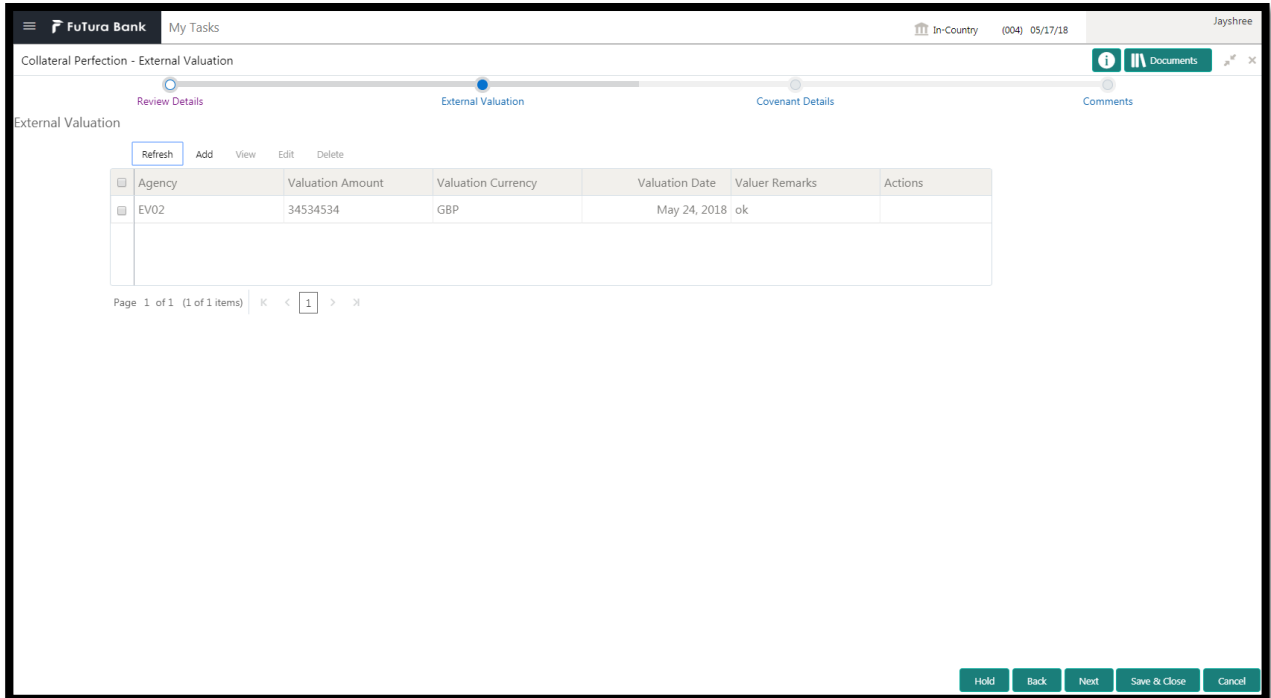 FuTura Bank My Tasks In-Country (004) 05/17/18 Jayshree
Collateral Perfection - External Valuation i Documents
Review Details External Valuation Covenant Details Comments
External Valuation
Refresh Add View Edit Delete
Agency Valuation Amount Valuation Currency Valuation Date Valuer Remarks Actions
EV02 34534534 GBP May 24, 2018 ok
Page 1 of 1 (1 of 1 items) 1
Hold Back Next Save & Close Cancel